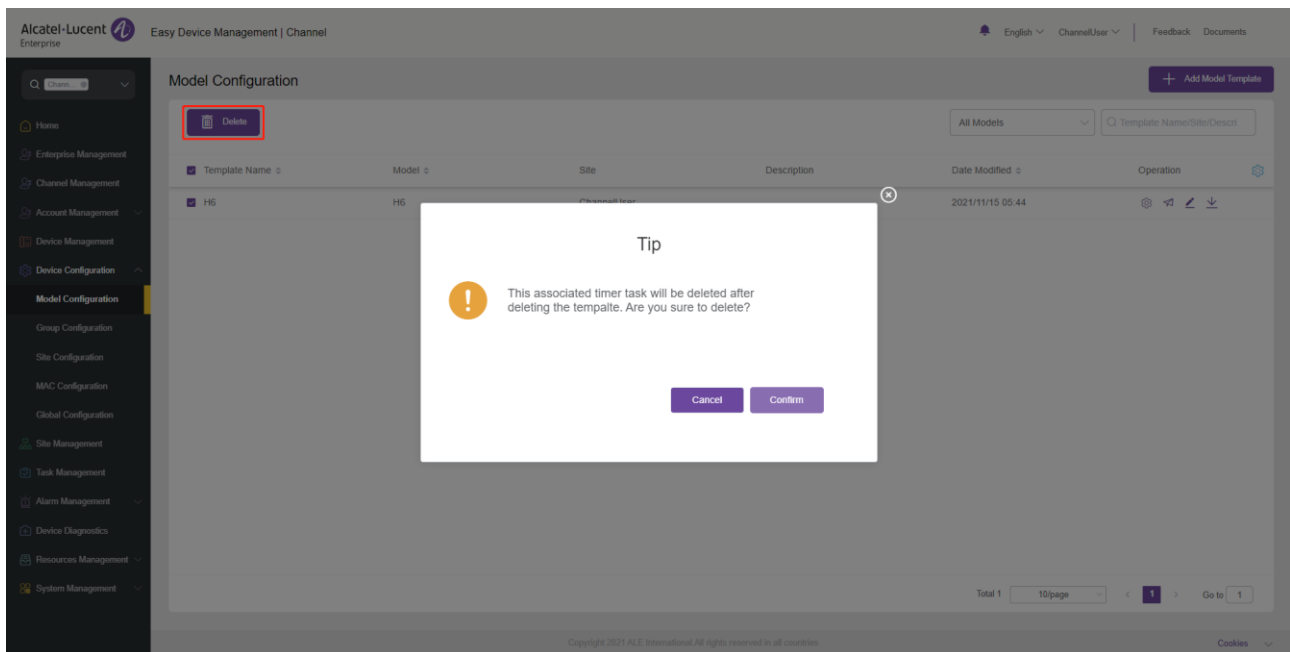 Alcatel·Lucent
Enterprise
Easy Device Management | Channel
English
ChannelUser
Feedback
Documents
Chann...
Model Configuration
Add Model Template
Delete
All Models
Template Name/Site/Descri
Home
Enterprise Management
Channel Management
Account Management
Device Management
Device Configuration
Model Configuration
Group Configuration
Site Configuration
MAC Configuration
Global Configuration
Site Management
Task Management
Alarm Management
Device Diagnostics
Resources Management
System Management
Template Name
Model
Site
Description
Date Modified
Operation
H6
H6
ChannelUser
2021/11/15 05:44
Tip
This associated timer task will be deleted after
deleting the tempalte. Are you sure to delete?
Cancel
Confirm
Total 1
10/page
1
Go to
1
Copyright 2021 ALE International.All rights reserved in all countries
Cookies